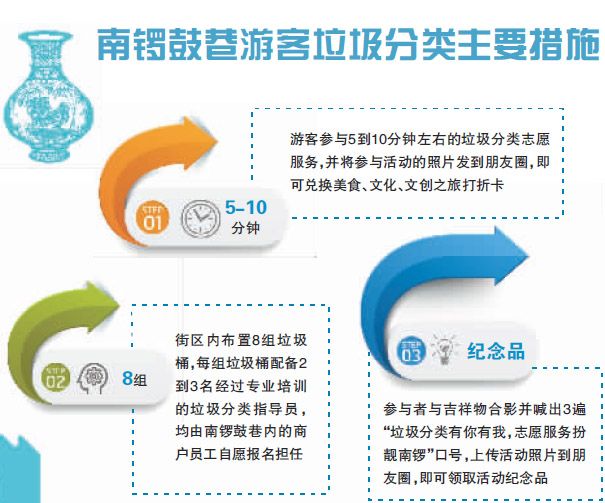 南锣鼓巷游客垃圾分类主要措施
游客参与5到10分钟左右的垃圾分类志愿
服务,并将参与活动的照片发到朋友圈,即
可兑换美食、文化、文创之旅打折卡
STEP
01
5-10
分钟
街区内布置8组垃圾
桶,每组垃圾桶配备2
到3名经过专业培训
的垃圾分类指导员,
均由南锣鼓巷内的商
户员工自愿报名担任
STEP
02
8组
STEP
03
纪念品
参与者与吉祥物合影并喊出3遍
“垃圾分类有你有我,志愿服务扮
靓南锣”口号,上传活动照片到朋
友圈,即可领取活动纪念品